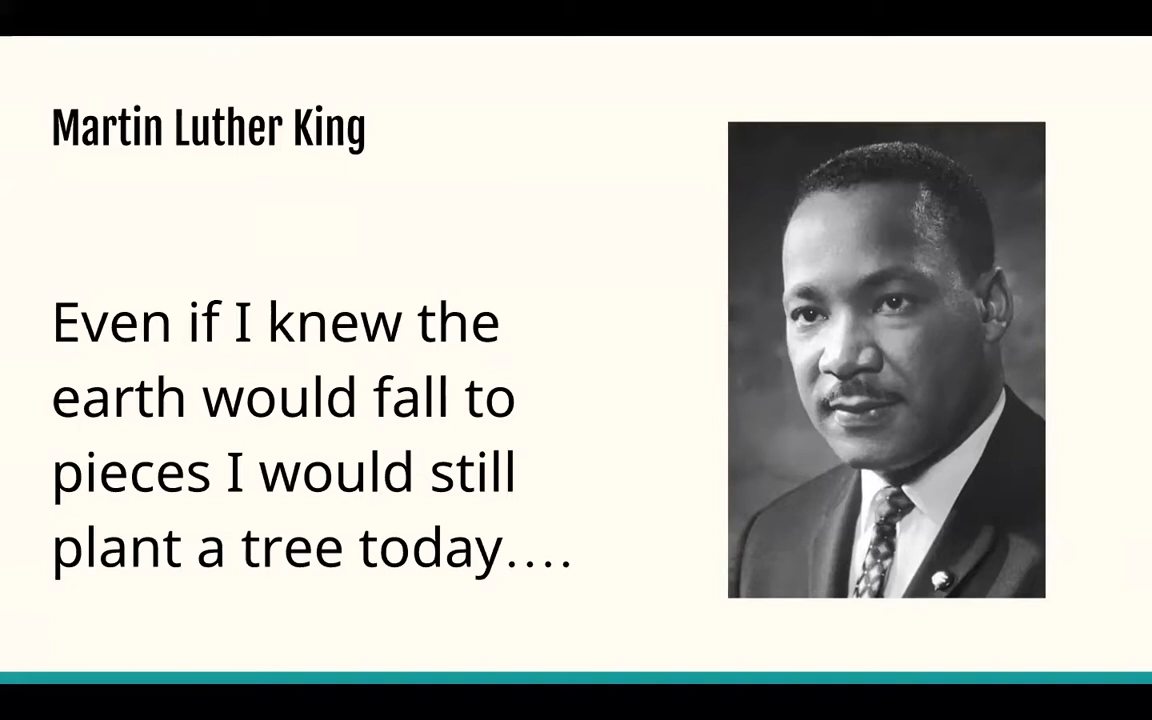 Martin Luther King
Even if I knew the
earth would fall to
pieces I would still
plant a tree today....